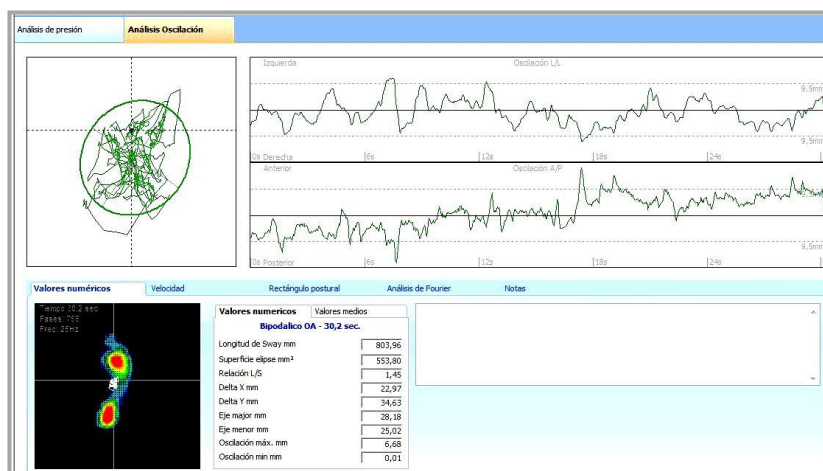 Análisis de presión
Análisis Oscilación
Izquierda
Oscilación L/L
9,5mm
9,5mm
0s Derecha
6s
12s
18s
24s
Anterior
Oscilación A/P
9,5mm
0s Posterior
6s
12s
18s
24s
Valores numéricos
Velocidad
Rectángulo postural
Análisis de Fourier
Notas
Tiempo 30,2 sec
Fases: 756
Frec: 25Hz
Valores numericos
Valores medios
Bipodalico OA - 30,2 sec.
Longitud de Sway mm 803,96
Superficie elipse mm² 553,80
Relación L/S 1,45
Delta X mm 22,97
Delta Y mm 34,63
Eje major mm 28,18
Eje menor mm 25,02
Oscilación máx. mm 6,68
Oscilación min mm 0,01